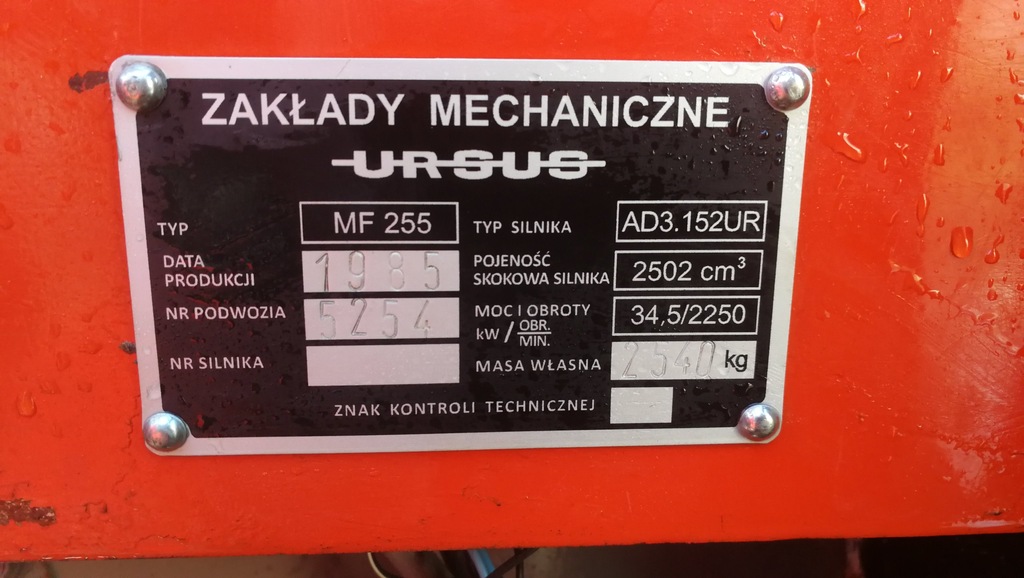 ZAKŁADY MECHANICZNE
URSUS
TYP MF 255 TYP SILNIKA AD3.152UR
DATA PRODUKCJI 1985 POJENOŚĆ SKOKOWA SILNIKA 2502 cm³
NR PODWOZIA 5254 MOC I OBROTY kW / OBR. MIN. 34,5/2250
NR SILNIKA MASA WŁASNA 2540 kg
ZNAK KONTROLI TECHNICZNEJ